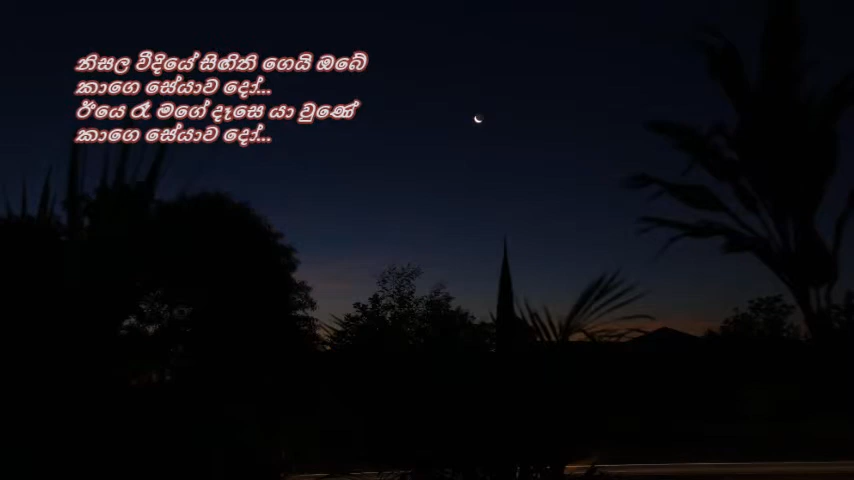 නිසල වීදියේ සිඟිති ගෙයි ඔබේ
කාගෙ සේයාව දෝ...
ඊයෙ රෑ මගේ දෑසෙ යා වුණේ
කාගෙ සේයාව දෝ...